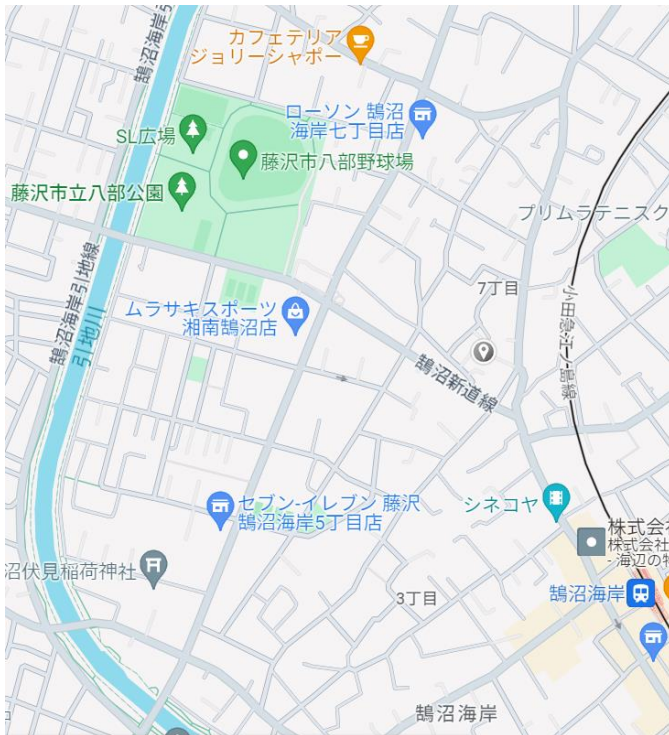 鵠沼海岸引
カフェテリア
ジョリーシャポー
SL広場
ローソン 鵠沼
海岸七丁目店
藤沢市八部野球場
藤沢市立八部公園
プリムラテニスク
鵠沼海岸引地線
引地川
7丁目
小田急江ノ島線
ムラサキスポーツ
湘南鵠沼店
鵠沼新道線
セブン-イレブン 藤沢
鵠沼海岸5丁目店
シネコヤ
株式会社
株式会社
- 海辺の
沼伏見稲荷神社
3丁目
鵠沼海岸
鵠沼海岸